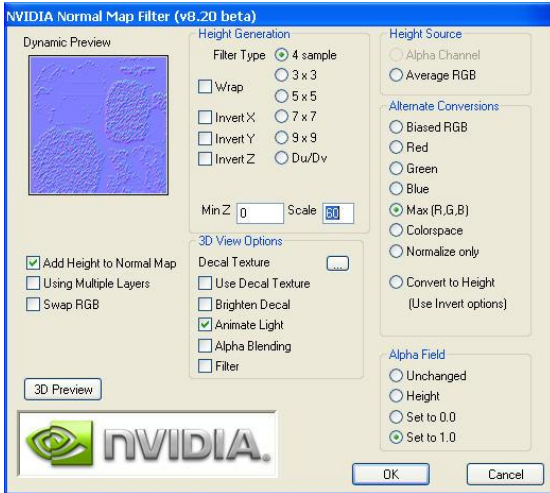 NVIDIA Normal Map Filter (v8.20 beta)
Dynamic Preview
Add Height to Normal Map
Using Multiple Layers
Swap RGB
3D Preview
nVIDIA.
Height Generation
Filter Type
4 sample
3 x 3
5 x 5
7 x 7
9 x 9
Du/Dv
Wrap
Invert X
Invert Y
Invert Z
Min Z 0 Scale 60
3D View Options
Decal Texture ...
Use Decal Texture
Brighten Decal
Animate Light
Alpha Blending
Filter
Height Source
Alpha Channel
Average RGB
Alternate Conversions
Biased RGB
Red
Green
Blue
Max (R,G,B)
Colorspace
Normalize only
Convert to Height
(Use Invert options)
Alpha Field
Unchanged
Height
Set to 0.0
Set to 1.0
OK Cancel